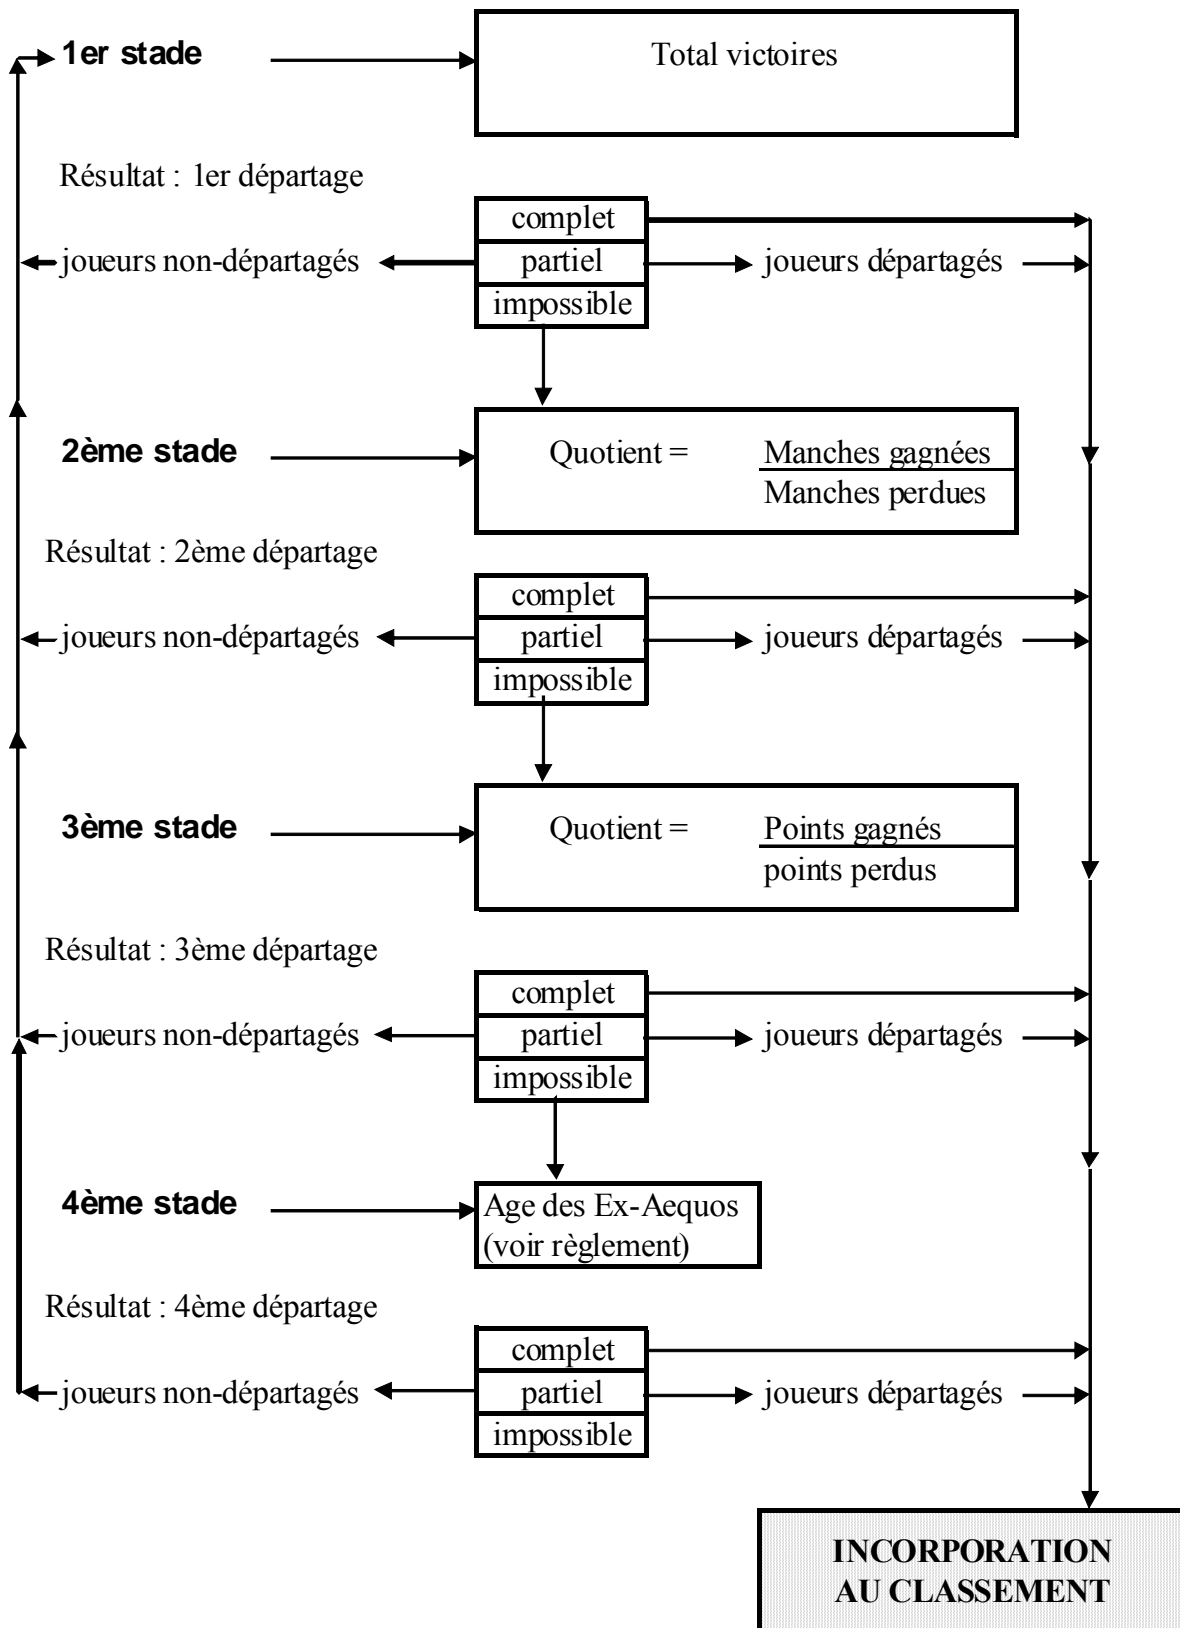 1er stade
Total victoires
Résultat : 1er départage
complet
joueurs non-départagés
partiel
joueurs départagés
impossible
2ème stade
Quotient =
Manches gagnées
Manches perdues
Résultat : 2ème départage
complet
joueurs non-départagés
partiel
joueurs départagés
impossible
3ème stade
Quotient =
Points gagnés
points perdus
Résultat : 3ème départage
complet
joueurs non-départagés
partiel
joueurs départagés
impossible
4ème stade
Age des Ex-Aequos
(voir règlement)
Résultat : 4ème départage
complet
joueurs non-départagés
partiel
joueurs départagés
impossible
INCORPORATION
AU CLASSEMENT